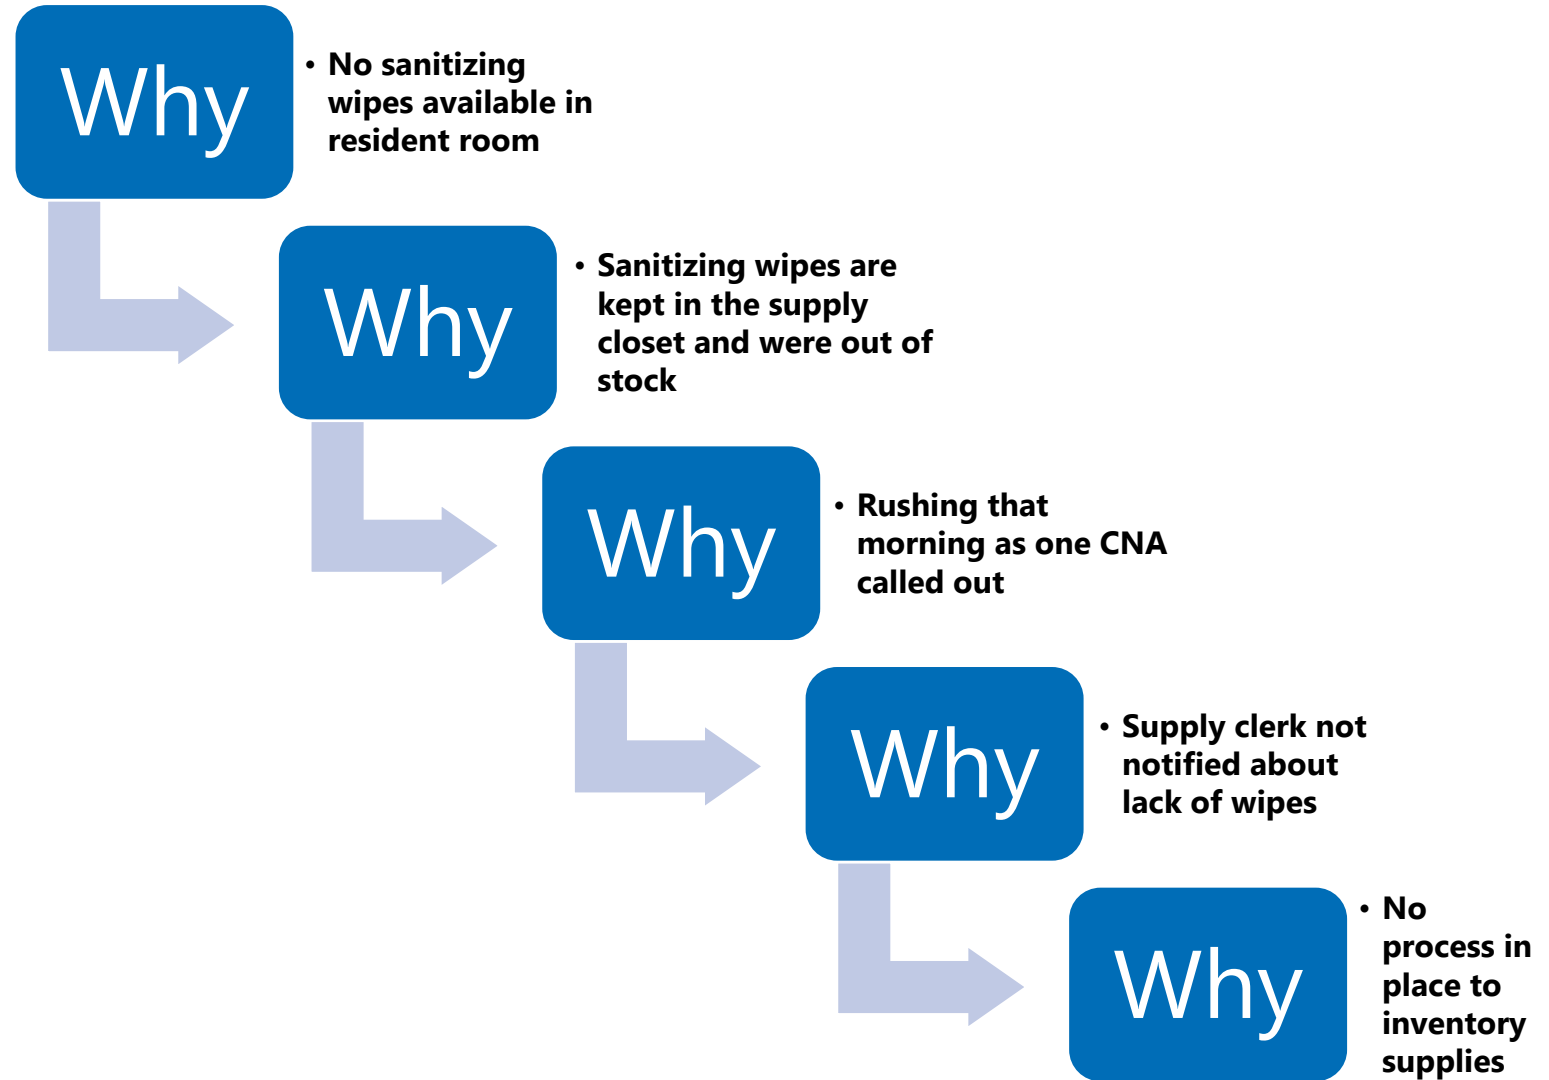 Why
• No sanitizing
wipes available in
resident room
Why
• Sanitizing wipes are
kept in the supply
closet and were out of
stock
Why
• Rushing that
morning as one CNA
called out
Why
• Supply clerk not
notified about
lack of wipes
Why
• No
process in
place to
inventory
supplies